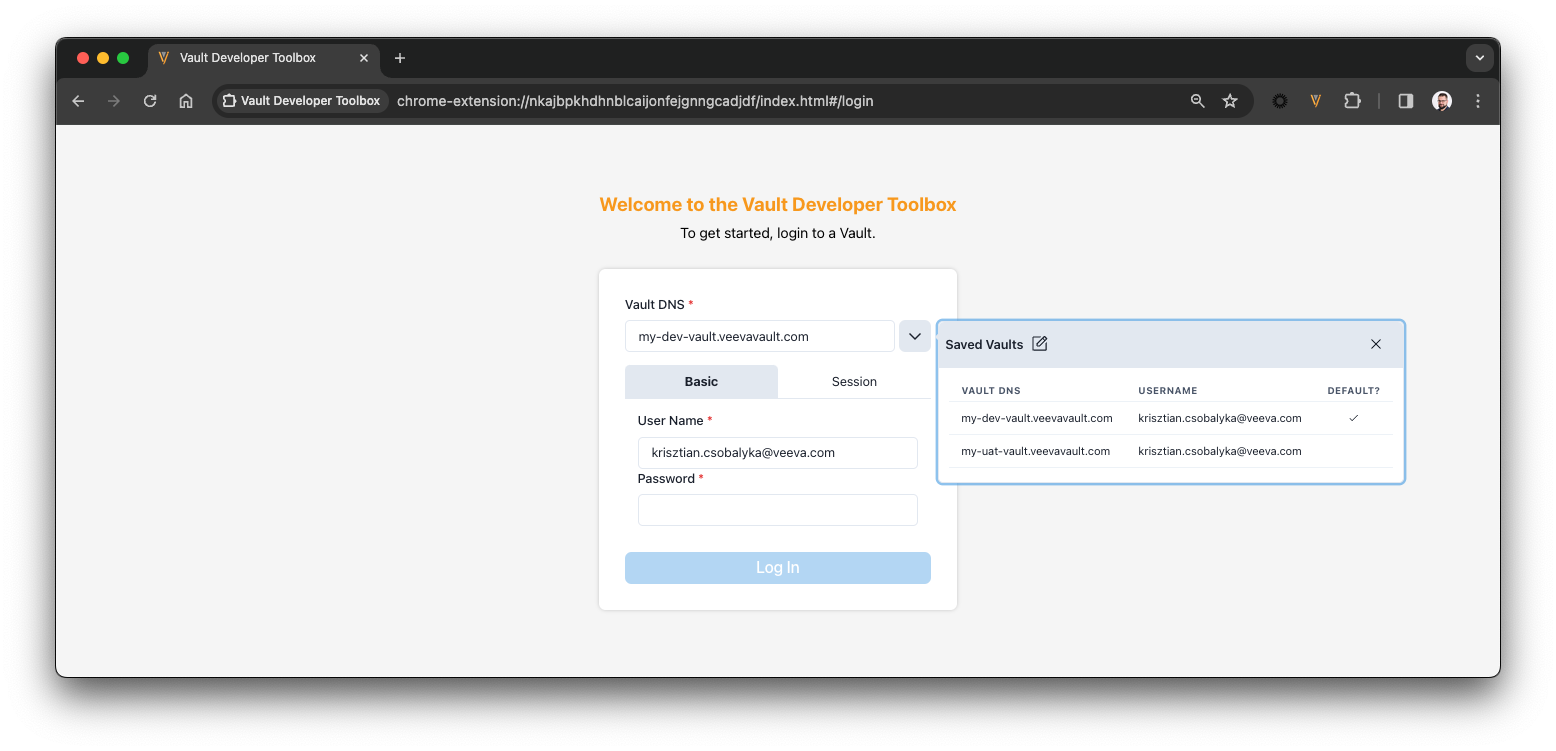 Vault Developer Toolbox
Vault Developer Toolbox chrome-extension://nkajbpkhdhnblcaijonfejgnngcadjdf/index.html#/login
Welcome to the Vault Developer Toolbox
To get started, login to a Vault.
Vault DNS *
my-dev-vault.veevavault.com
Basic Session
User Name *
krisztian.csobalyka@veeva.com
Password *
Log In
Saved Vaults
VAULT DNS USERNAME DEFAULT?
my-dev-vault.veevavault.com krisztian.csobalyka@veeva.com ✓
my-uat-vault.veevavault.com krisztian.csobalyka@veeva.com